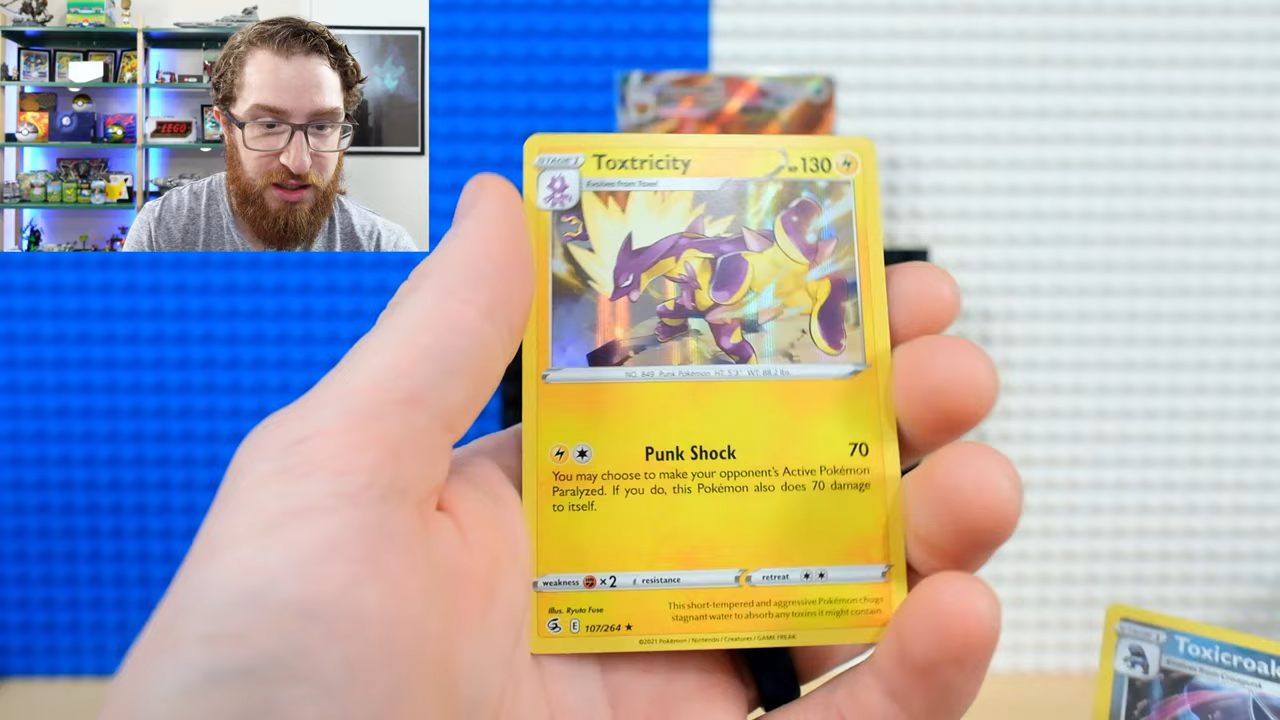 LEGO
STAGE 1
Toxtricity
HP 130
Evolves from Toxel
NO. 849 Punk Pokémon HT: 5'3" WT: 88.2 lbs.
Punk Shock 70
You may choose to make your opponent's Active Pokémon
Paralyzed. If you do, this Pokémon also does 70 damage
to itself.
weakness ×2 resistance retreat
Illus. Ryuta Fuse
This short-tempered and aggressive Pokémon chugs
stagnant water to absorb any toxins it might contain.
E 107/264 ★
©2021 Pokémon / Nintendo / Creatures / GAME FREAK
Toxicroak
Evolves from Croagunk